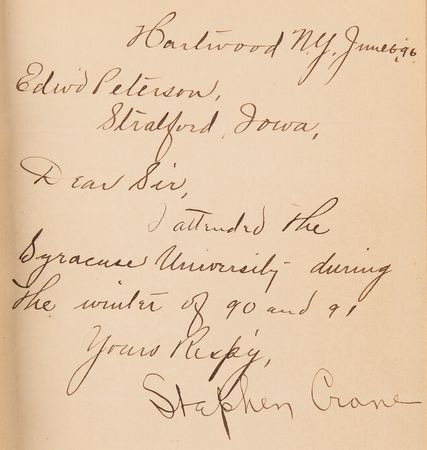 Hartwood N.Y, June 6, 96
Edwd Peterson,
Stratford, Iowa,
Dear Sir,
I attended the
Syracuse University during
the winter of 90 and 91
Yours Respy,
Stephen Crane